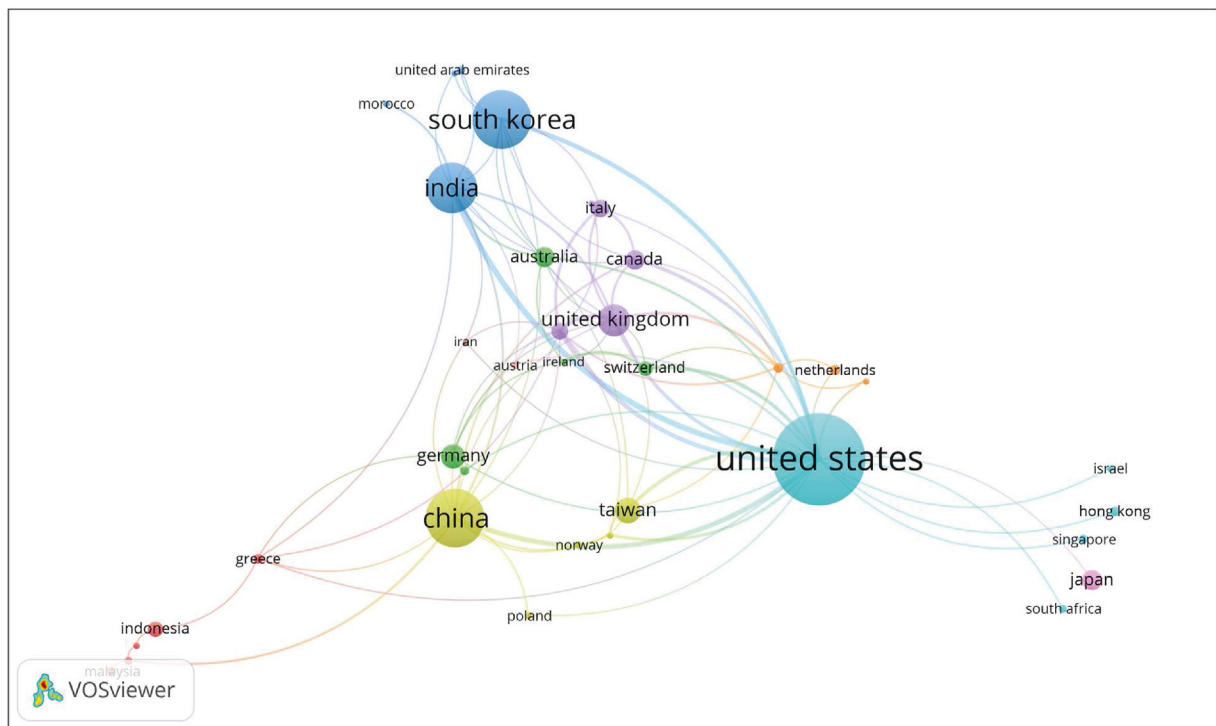 united arab emirates
morocco
south korea
india
italy
australia
canada
united kingdom
iran
austria
ireland
switzerland
netherlands
germany
united states
israel
china
taiwan
hong kong
norway
singapore
greece
japan
south africa
poland
indonesia
malaysia
VOSviewer